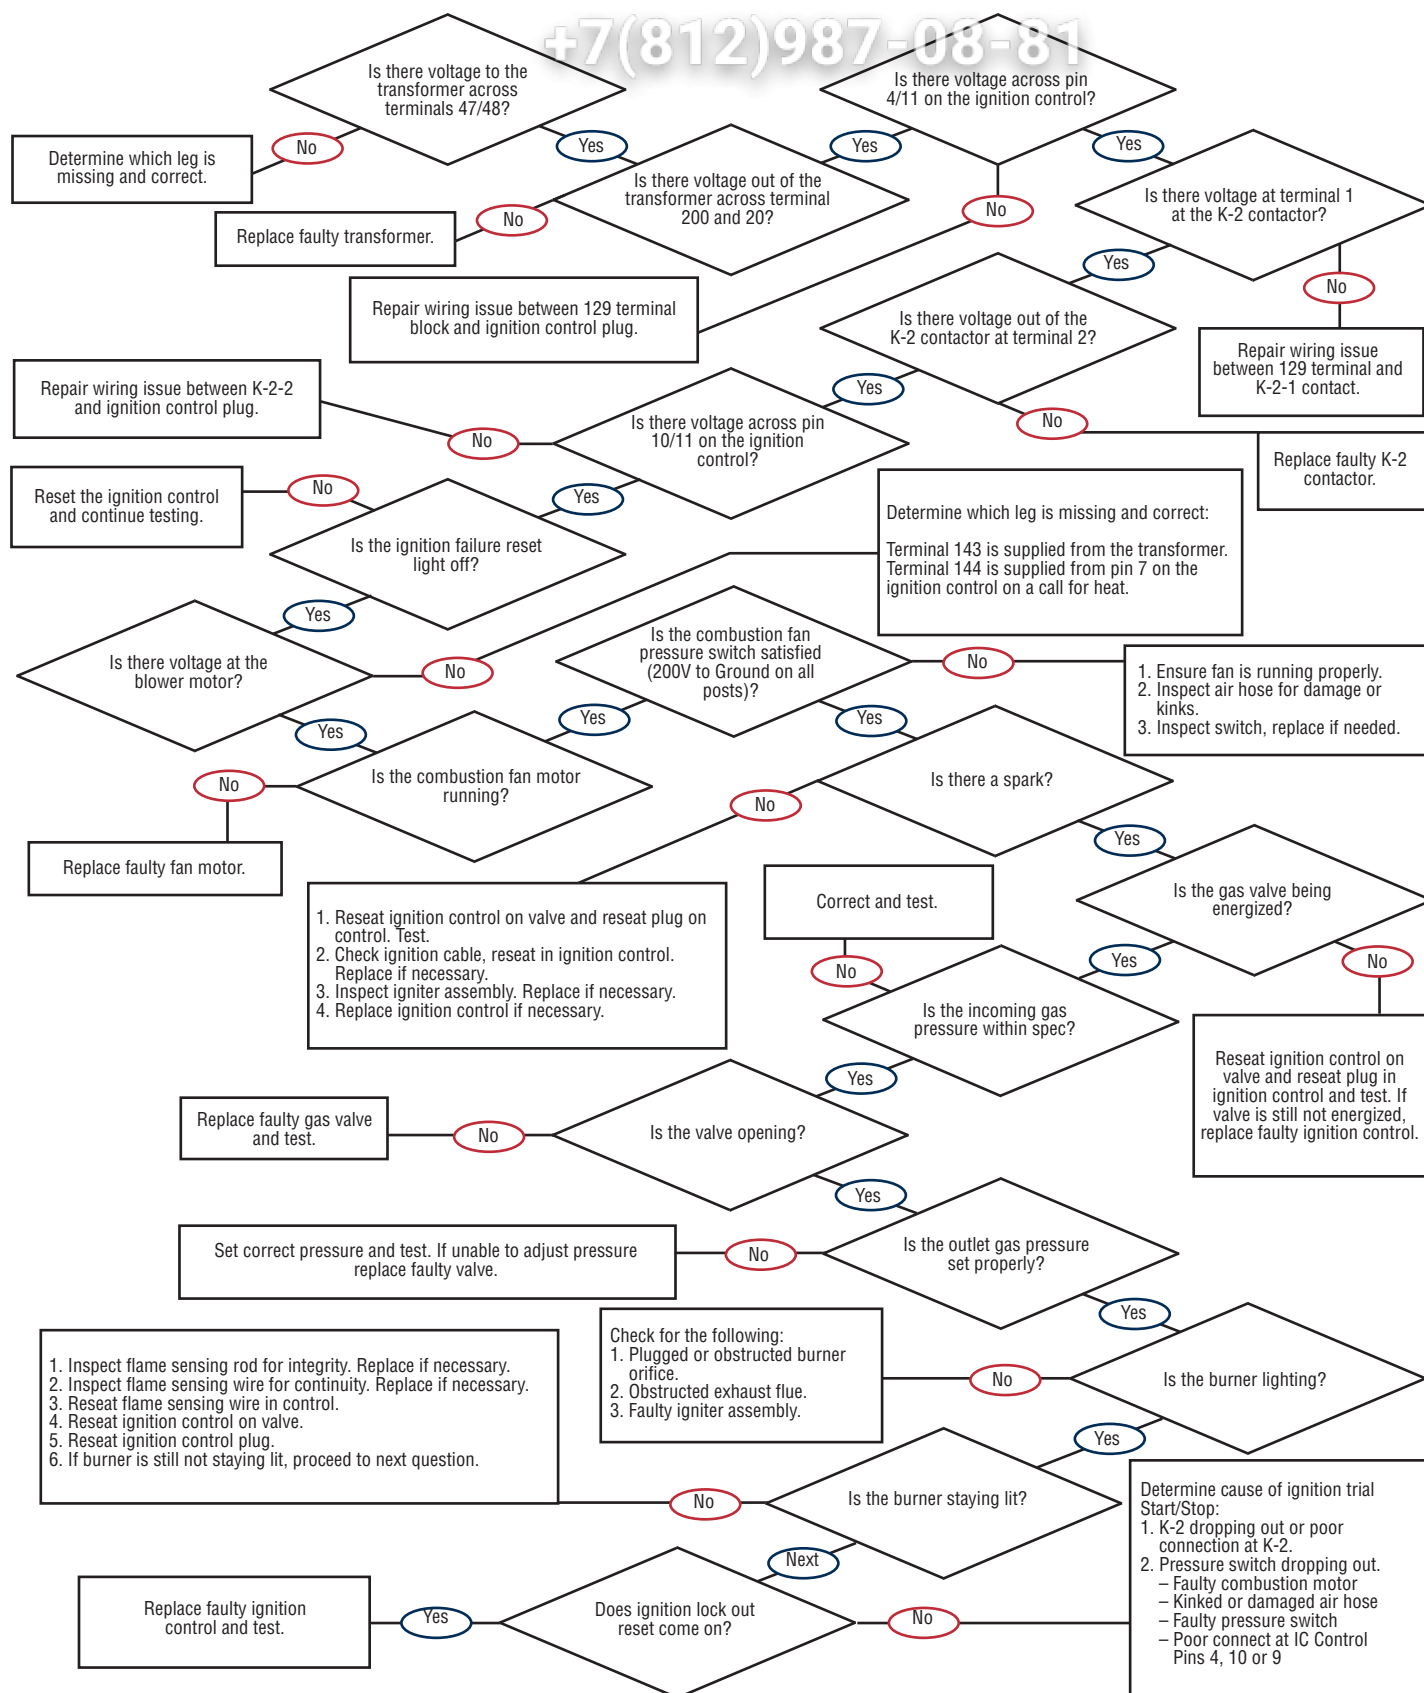 +7(812)987-08-81
Is there voltage to the
transformer across
terminals 47/48?
Is there voltage across pin
4/11 on the ignition control?
No
Yes
Yes
Yes
Determine which leg is
missing and correct.
Is there voltage out of the
transformer across terminal
200 and 20?
Is there voltage at terminal 1
at the K-2 contactor?
No
Replace faulty transformer.
No
Yes
No
Repair wiring issue between 129 terminal
block and ignition control plug.
Is there voltage out of the
K-2 contactor at terminal 2?
Repair wiring issue
between 129 terminal and
K-2-1 contact.
Repair wiring issue between K-2-2
and ignition control plug.
Yes
No
Is there voltage across pin
10/11 on the ignition
control?
No
Replace faulty K-2
contactor.
Reset the ignition control
and continue testing.
No
Yes
Determine which leg is missing and correct:
Terminal 143 is supplied from the transformer.
Terminal 144 is supplied from pin 7 on the
ignition control on a call for heat.
Is the ignition failure reset
light off?
Yes
Is there voltage at the
blower motor?
No
Is the combustion fan
pressure switch satisfied
(200V to Ground on all
posts)?
No
1. Ensure fan is running properly.
2. Inspect air hose for damage or
kinks.
3. Inspect switch, replace if needed.
Yes
Yes
Yes
Is the combustion fan motor
running?
No
Is there a spark?
No
Replace faulty fan motor.
Yes
1. Reseat ignition control on valve and reseat plug on
control. Test.
2. Check ignition cable, reseat in ignition control.
Replace if necessary.
3. Inspect igniter assembly. Replace if necessary.
4. Replace ignition control if necessary.
Correct and test.
Is the gas valve being
energized?
No
Yes
No
Is the incoming gas
pressure within spec?
Reseat ignition control on
valve and reseat plug in
ignition control and test. If
valve is still not energized,
replace faulty ignition control.
Yes
Replace faulty gas valve
and test.
No
Is the valve opening?
Yes
Set correct pressure and test. If unable to adjust pressure
replace faulty valve.
No
Is the outlet gas pressure
set properly?
Yes
1. Inspect flame sensing rod for integrity. Replace if necessary.
2. Inspect flame sensing wire for continuity. Replace if necessary.
3. Reseat flame sensing wire in control.
4. Reseat ignition control on valve.
5. Reseat ignition control plug.
6. If burner is still not staying lit, proceed to next question.
Check for the following:
1. Plugged or obstructed burner
orifice.
2. Obstructed exhaust flue.
3. Faulty igniter assembly.
No
Is the burner lighting?
Yes
No
Is the burner staying lit?
Determine cause of ignition trial
Start/Stop:
1. K-2 dropping out or poor
connection at K-2.
2. Pressure switch dropping out.
– Faulty combustion motor
– Kinked or damaged air hose
– Faulty pressure switch
– Poor connect at IC Control
Pins 4, 10 or 9
Next
Replace faulty ignition
control and test.
Yes
Does ignition lock out
reset come on?
No